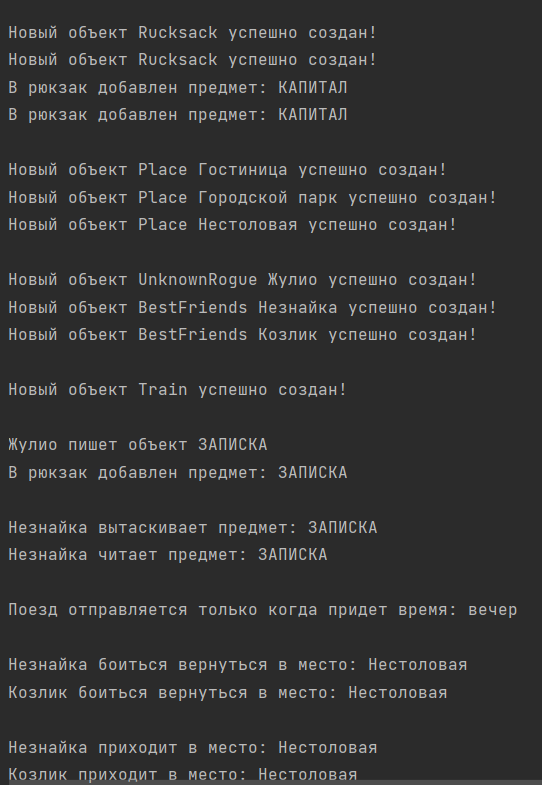 Новый объект Rucksack успешно создан!
Новый объект Rucksack успешно создан!
В рюкзак добавлен предмет: КАПИТАЛ
В рюкзак добавлен предмет: КАПИТАЛ
Новый объект Place Гостиница успешно создан!
Новый объект Place Городской парк успешно создан!
Новый объект Place Нестоловая успешно создан!
Новый объект UnknownRogue Жулио успешно создан!
Новый объект BestFriends Незнайка успешно создан!
Новый объект BestFriends Козлик успешно создан!
Новый объект Train успешно создан!
Жулио пишет объект ЗАПИСКА
В рюкзак добавлен предмет: ЗАПИСКА
Незнайка вытаскивает предмет: ЗАПИСКА
Незнайка читает предмет: ЗАПИСКА
Поезд отправляется только когда придет время: вечер
Незнайка боиться вернуться в место: Нестоловая
Козлик боиться вернуться в место: Нестоловая
Незнайка приходит в место: Нестоловая
Козлик приходит в место: Нестоловая